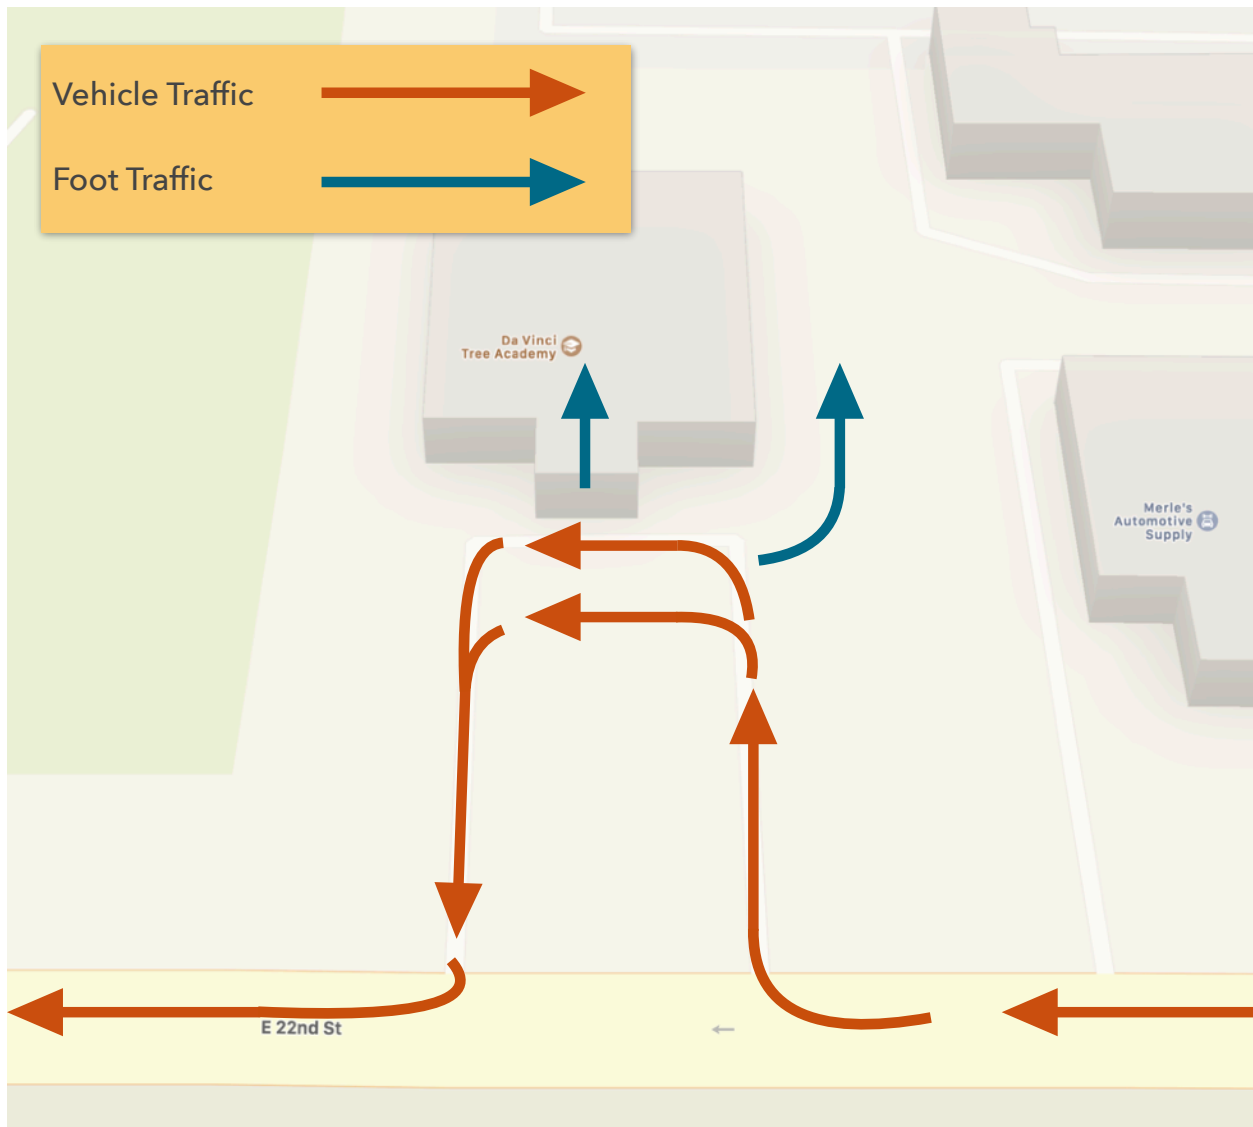 Vehicle Traffic
Foot Traffic
Da Vinci
Tree Academy
Merle's
Automotive
Supply
E 22nd St